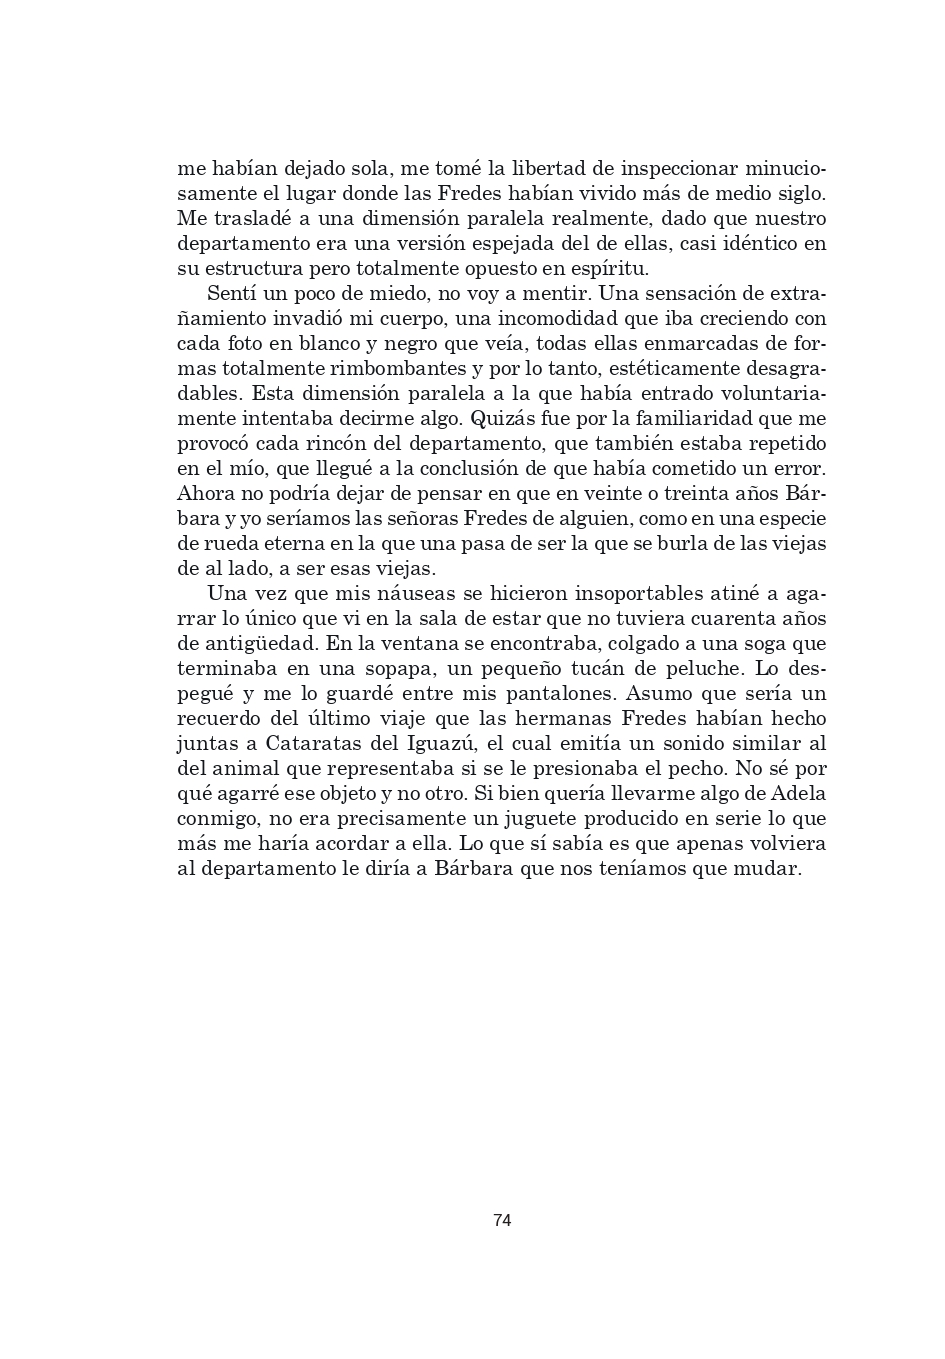 me habían dejado sola, me tomé la libertad de inspeccionar minucio-
samente el lugar donde las Fredes habían vivido más de medio siglo.
Me trasladé a una dimensión paralela realmente, dado que nuestro
departamento era una versión espejada del de ellas, casi idéntico en
su estructura pero totalmente opuesto en espíritu.
Sentí un poco de miedo, no voy a mentir. Una sensación de extra-
ñamiento invadió mi cuerpo, una incomodidad que iba creciendo con
cada foto en blanco y negro que veía, todas ellas enmarcadas de for-
mas totalmente rimbombantes y por lo tanto, estéticamente desagra-
dables. Esta dimensión paralela a la que había entrado voluntaria-
mente intentaba decirme algo. Quizás fue por la familiaridad que me
provocó cada rincón del departamento, que también estaba repetido
en el mío, que llegué a la conclusión de que había cometido un error.
Ahora no podría dejar de pensar en que en veinte o treinta años Bár-
bara y yo seríamos las señoras Fredes de alguien, como en una especie
de rueda eterna en la que una pasa de ser la que se burla de las viejas
de al lado, a ser esas viejas.
Una vez que mis náuseas se hicieron insoportables atiné a aga-
rrar lo único que vi en la sala de estar que no tuviera cuarenta años
de antigüedad. En la ventana se encontraba, colgado a una soga que
terminaba en una sopapa, un pequeño tucán de peluche. Lo des-
pegué y me lo guardé entre mis pantalones. Asumo que sería un
recuerdo del último viaje que las hermanas Fredes habían hecho
juntas a Cataratas del Iguazú, el cual emitía un sonido similar al
del animal que representaba si se le presionaba el pecho. No sé por
qué agarré ese objeto y no otro. Si bien quería llevarme algo de Adela
conmigo, no era precisamente un juguete producido en serie lo que
más me haría acordar a ella. Lo que sí sabía es que apenas volviera
al departamento le diría a Bárbara que nos teníamos que mudar.
74